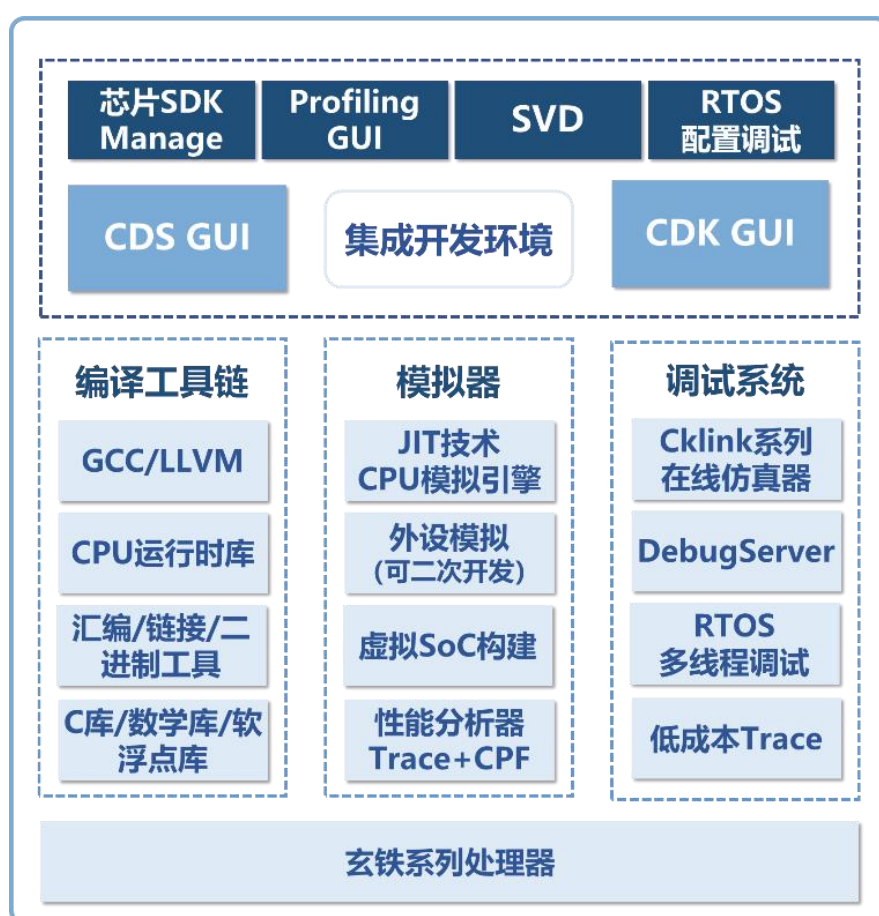 芯片SDK
Manage
Profiling
GUI
SVD
RTOS
配置调试
CDS GUI
集成开发环境
CDK GUI
编译工具链
GCC/LLVM
CPU运行时库
汇编/链接/二
进制工具
C库/数学库/软
浮点库
模拟器
JIT技术
CPU模拟引擎
外设模拟
(可二次开发)
虚拟SoC构建
性能分析器
Trace+CPF
调试系统
Cklink系列
在线仿真器
DebugServer
RTOS
多线程调试
低成本Trace
玄铁系列处理器